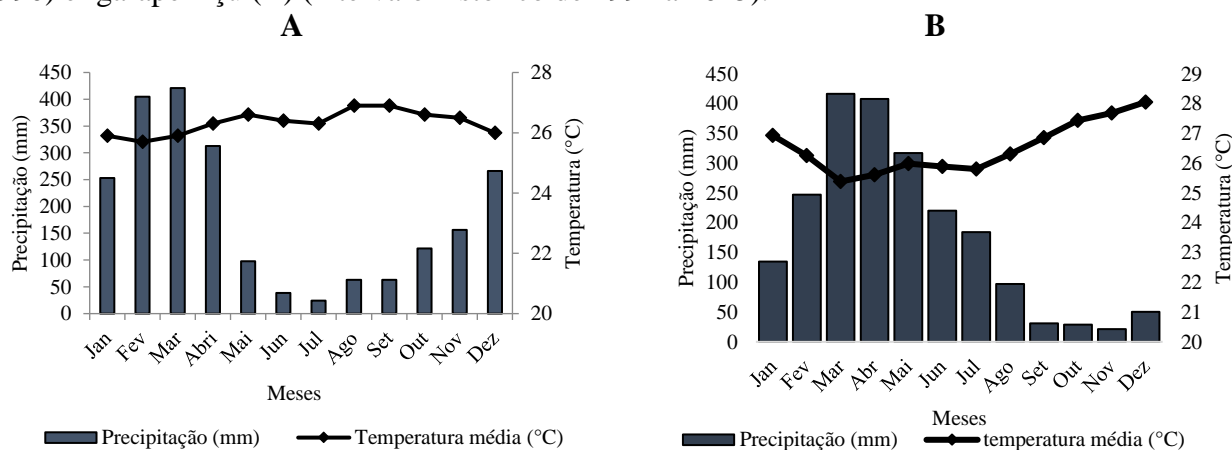 A
B
450
400
350
300
250
200
150
100
50
0
Precipitação (mm)
28
26
24
22
20
Temperatura (°C)
Jan Fev Mar Abri Mai Jun Jul Ago Set Out Nov Dez
Meses
Precipitação (mm) Temperatura média (°C)
450
400
350
300
250
200
150
100
50
0
Precipitação (mm)
29
28
27
26
25
24
23
22
21
20
Temperatura (°C)
Jan Fev Mar Abr Mai Jun Jul Ago Set Out Nov Dez
Meses
Precipitação (mm) temperatura média (°C)